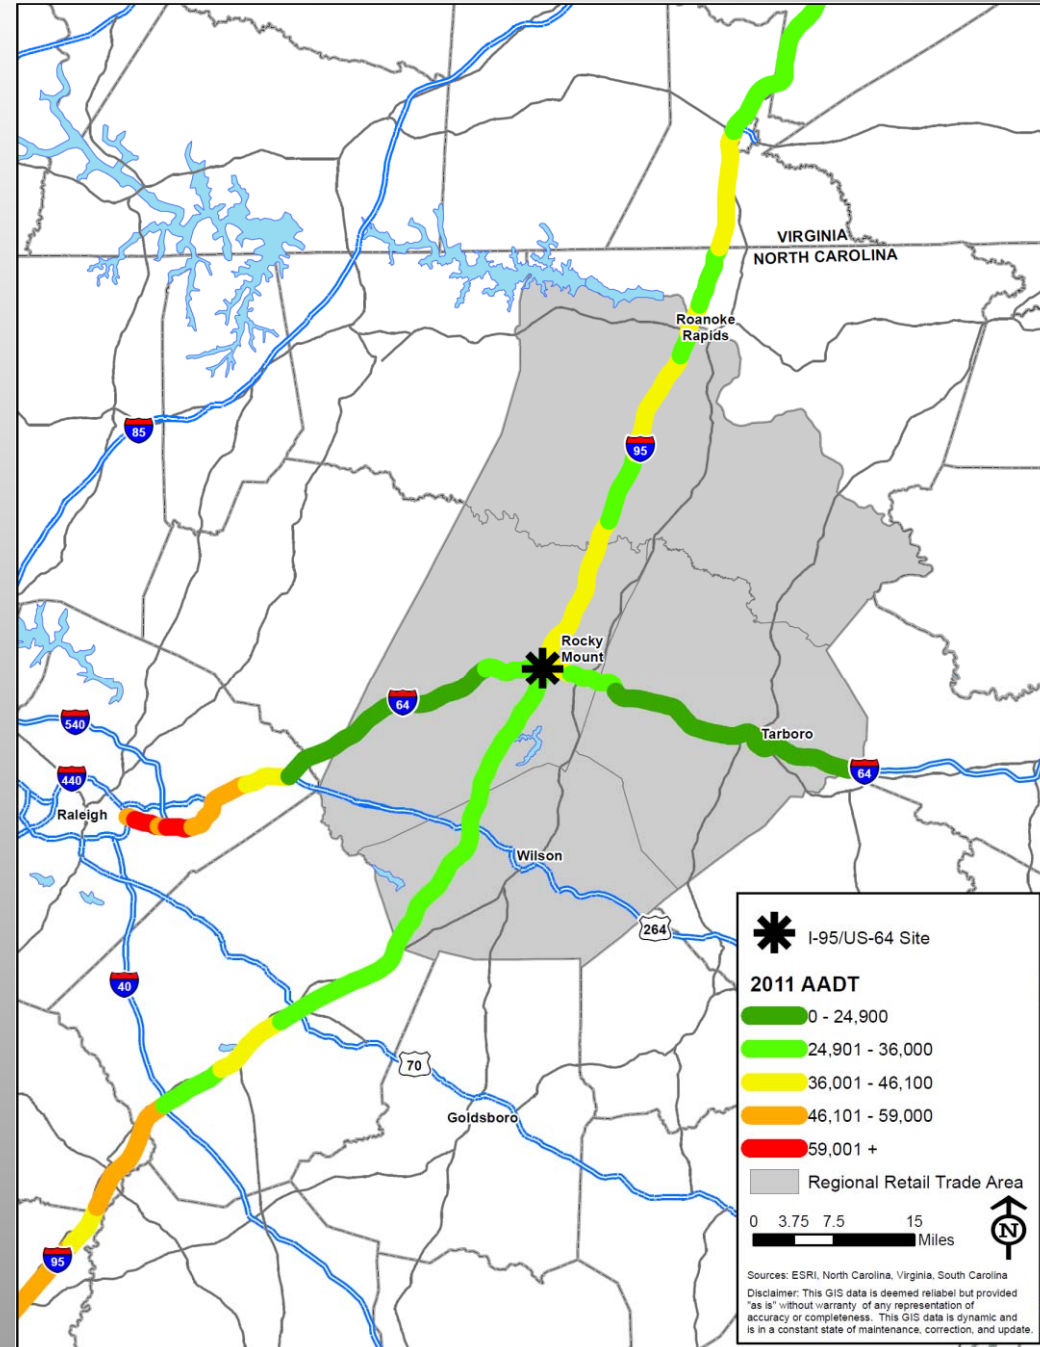 VIRGINIA
NORTH CAROLINA
Roanoke
Rapids
85
95
Rocky
Mount
64
540
Tarboro
64
440
Raleigh
Wilson
264
40
70
Goldsboro
95
I-95/US-64 Site
2011 AADT
0 - 24,900
24,901 - 36,000
36,001 - 46,100
46,101 - 59,000
59,001 +
Regional Retail Trade Area
0 3.75 7.5 15
Miles
N
Sources: ESRI, North Carolina, Virginia, South Carolina
Disclaimer: This GIS data is deemed reliabel but provided
"as is" without warranty of any representation of
accuracy or completeness. This GIS data is dynamic and
is in a constant state of maintenance, correction, and update.